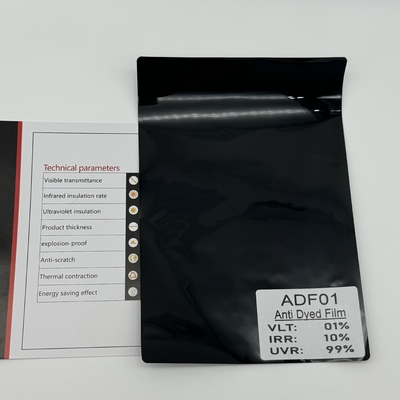 Technical parameters
Visible transmittance
Infrared insulation rate
Ultraviolet insulation
Product thickness
explosion-proof
Anti-scratch
Thermal contraction
Energy saving effect
ADF01
Anti Dyed Film
VLT: 01%
IRR: 10%
UVR: 99%